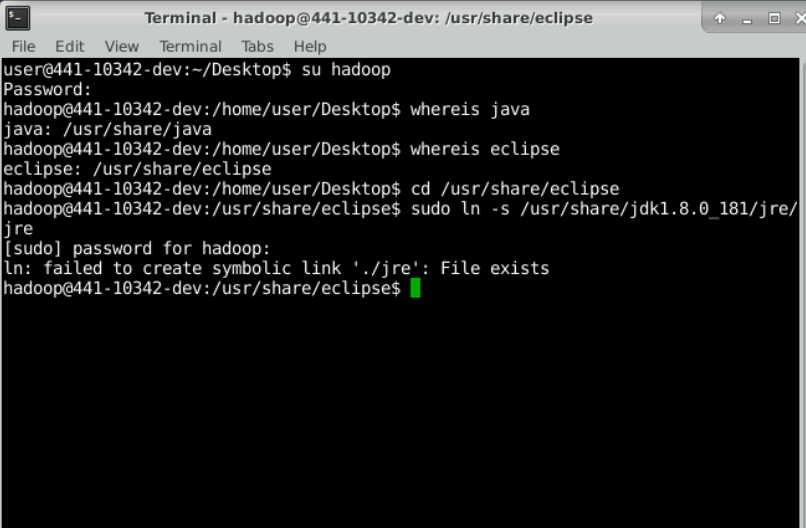 Terminal - hadoop@441-10342-dev: /usr/share/eclipse
File Edit View Terminal Tabs Help
user@441-10342-dev:~/Desktop$ su hadoop
Password:
hadoop@441-10342-dev:/home/user/Desktop$ whereis java
java: /usr/share/java
hadoop@441-10342-dev:/home/user/Desktop$ whereis eclipse
eclipse: /usr/share/eclipse
hadoop@441-10342-dev:/home/user/Desktop$ cd /usr/share/eclipse
hadoop@441-10342-dev:/usr/share/eclipse$ sudo ln -s /usr/share/jdk1.8.0_181/jre/
jre
[sudo] password for hadoop:
ln: failed to create symbolic link './jre': File exists
hadoop@441-10342-dev:/usr/share/eclipse$